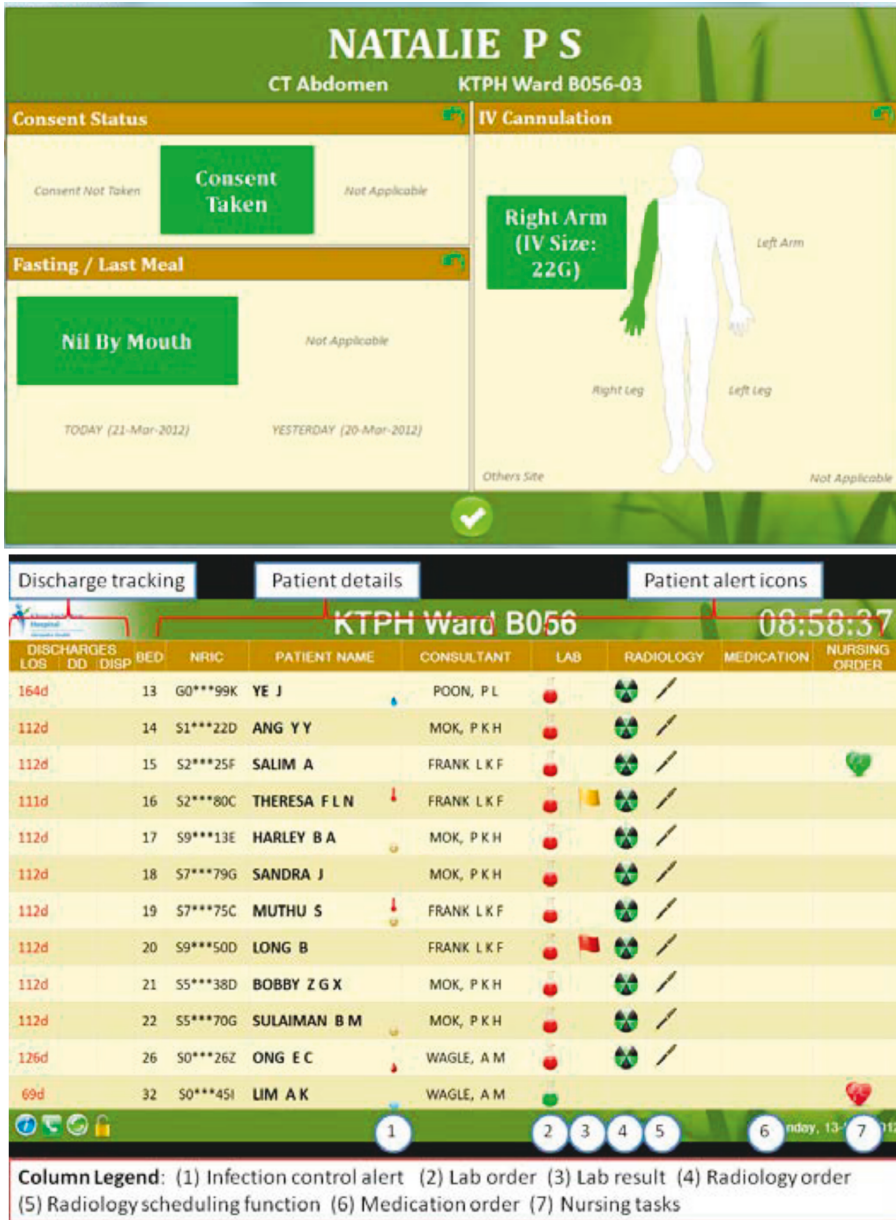 NATALIE P S
CT Abdomen KTPH Ward B056-03
Consent Status
Consent Not Taken
Consent Taken
Not Applicable
Fasting / Last Meal
Nil By Mouth
Not Applicable
TODAY (21-Mar-2012) YESTERDAY (20-Mar-2012)
IV Cannulation
Right Arm
(IV Size:
22G)
Left Arm
Right Leg Left Leg
Others Site Not Applicable
Discharge tracking Patient details Patient alert icons
Hospital
KTPH Ward B056 08:58:37
DISCHARGES
LOS DD DISP BED NRIC PATIENT NAME CONSULTANT LAB RADIOLOGY MEDICATION NURSING ORDER
164d 13 G0***99K YE J POON, P L
112d 14 S1***22D ANG Y Y MOK, P K H
112d 15 S2***25F SALIM A FRANK L K F
111d 16 S2***80C THERESA F L N FRANK L K F
112d 17 S9***13E HARLEY B A MOK, P K H
112d 18 S7***79G SANDRA J MOK, P K H
112d 19 S7***75C MUTHU S FRANK L K F
112d 20 S9***50D LONG B FRANK L K F
112d 21 S5***38D BOBBY Z G X MOK, P K H
112d 22 S5***70G SULAIMAN B M MOK, P K H
126d 26 S0***26Z ONG E C WAGLE, A M
69d 32 S0***45I LIM A K WAGLE, A M
1 2 3 4 5 6 7
Column Legend: (1) Infection control alert (2) Lab order (3) Lab result (4) Radiology order
(5) Radiology scheduling function (6) Medication order (7) Nursing tasks